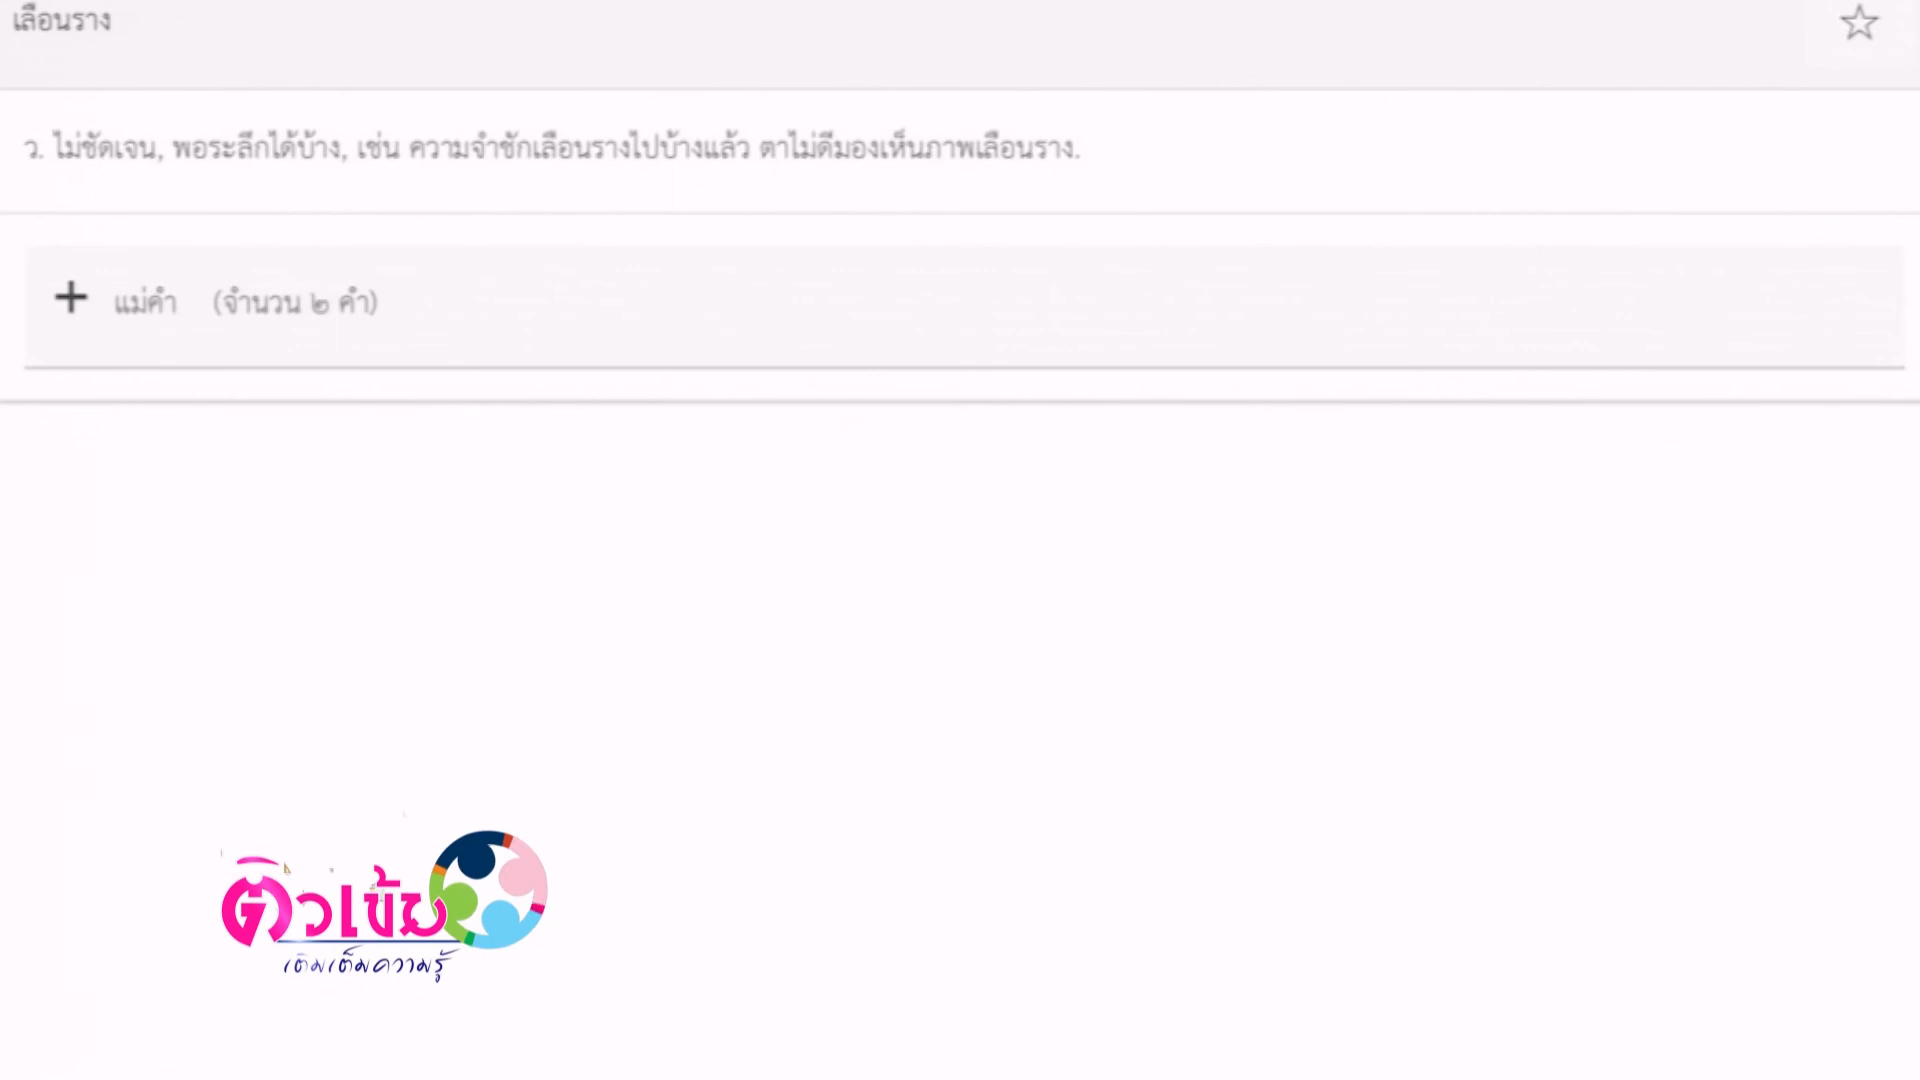 เลือนราง
ว. ไม่ชัดเจน, พอระลึกได้บ้าง, เช่น ความจำชักเลือนรางไปบ้างแล้ว ตาไม่ดีมองเห็นภาพเลือนราง.
+ แม่คำ (จำนวน ๒ คำ)
ติวเข้ม
เติมเต็มความรู้